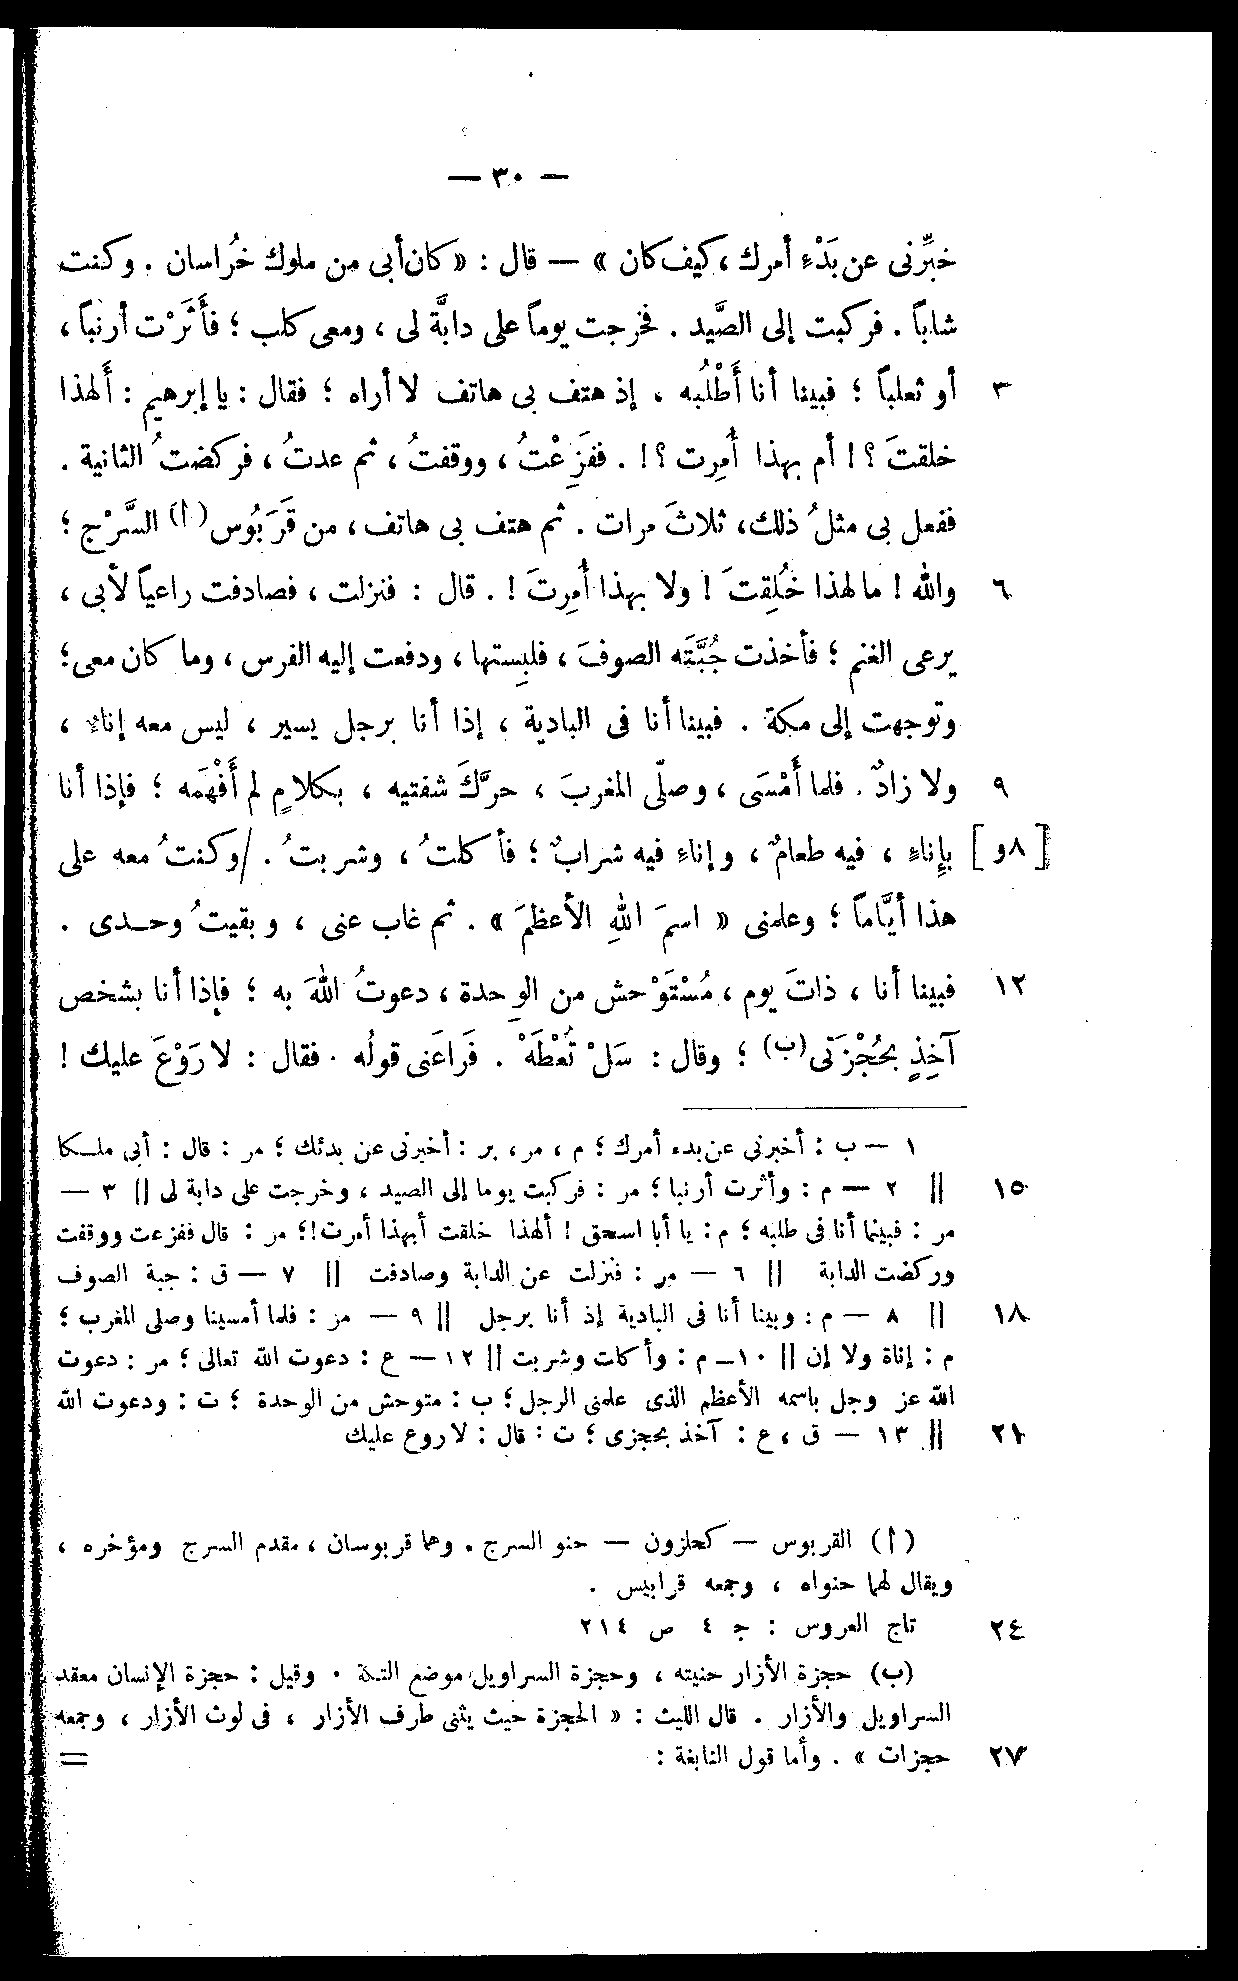 — ٣٠ —
خبِّرنى عن بَدْءِ أمرك ، كيف كان » — قال : « كان أبى من ملوك خُراسان . وكنت
شاباً . فركبت إلى الصَّيد . فخرجت يوماً على دابَّة لى ، ومعى كلب ؛ فأَثَرْت أرنباً ،
٣ أو ثعلباً ؛ فبينا أنا أَطْلُبه ، إذ هتف بى هاتف لا أراه ؛ فقال : يا إبرهيم : أَلهذا
خلقتَ ؟ ! أم بهذا أُمِرت ؟ ! . ففَزِعْتُ ، ووقفتُ ، ثم عدتُ ، فركضتُ الثانية .
ففعل بى مثلُ ذلك ، ثلاثَ مرات . ثم هتف بى هاتف ، من قَرَبُوس (أ) السَّرْج ؛
٦ والله ! ما لهذا خُلِقتَ ! ولا بهذا أُمِرتَ ! . قال : فنزلت ، فصادفت راعياً لأبى ،
يرعى الغنم ؛ فأخذت جُبَّتَه الصوفَ ، فلبِستها ، ودفعت إليه الفرس ، وما كان معى ؛
وتوجهت إلى مكة . فبينا أنا فى البادية ، إذا أنا برجل يسير ، ليس معه إناءٌ ،
٩ ولا زادٌ . فلما أَمْسَى ، وصلّى المغربَ ، حرَّكَ شفتيه ، بكلامٍ لم أَفْهَمه ؛ فإذا أنا
[٨و] بإِناءٍ ، فيه طعامٌ ، وإناءٍ فيه شرابٌ ؛ فأكلتُ ، وشربتُ . /وكنتُ معه على
هذا أيَّاماً ؛ وعلمنى « اسمَ اللهِ الأعظمَ » . ثم غاب عنى ، وبقيتُ وحدى .
١٢ فبينا أنا ، ذاتَ يوم ، مُسْتَوْحِش من الوحدة ، دعوتُ اللهَ به ؛ فإذا أنا بشخص
آخِذٍ بحُجْزَتى (ب) ؛ وقال : سَلْ تُعْطَهْ . فَراعَنى قولُه . فقال : لا رَوْعَ عليك !
١ — ب : أخبرنى عن بدء أمرك ؛ م ، مر ، بر : أخبرنى عن بدئك ؛ مر : قال : أبى ملكا
١٥ || ٢ — م : وأثرت أرنبا ؛ مر : فركبت يوما إلى الصيد ، وخرجت على دابة لى || ٣ —
مر : فبينما أنا فى طلبه ؛ م : يا أبا اسحق ! ألهذا خلقت أبهذا أمرت ! ؛ مر : قال ففزعت ووقفت
وركضت الدابة || ٦ — مر : فنزلت عن الدابة وصادفت || ٧ — ق : جبة الصوف
١٨ || ٨ — م : وبينا أنا فى البادية إذ أنا برجل || ٩ — مر : فلما أمسينا وصلى المغرب ؛
م : إناة ولا إن || ١٠ — م : وأكلت وشربت || ١٢ — ع : دعوت الله تعالى ؛ مر : دعوت
الله عز وجل باسمه الأعظم الذى علمنى الرجل ؛ ب : متوحش من الوحدة ؛ ت : ودعوت الله
٢١ || ١٣ — ق ، ع : آخذ بحجزى ؛ ت : قال : لا روع عليك
(أ) القربوس — كحلزون — حنو السرج . وهما قربوسان ، مقدم السرج ومؤخره ،
ويقال لهما حنواه ، وجمعه قرابيس .
٢٤ تاج العروس : ج ٤ ص ٢١٤
(ب) حجزة الأزار حنيته ، وحجزة السراويل موضع التكة . وقيل : حجزة الإنسان معقد
السراويل والأزار . قال الليث : « الحجزة حيث يثنى طرف الأزار ، فى لوث الأزار ، وجمعه
٢٧ حجزات » . وأما قول النابغة : =